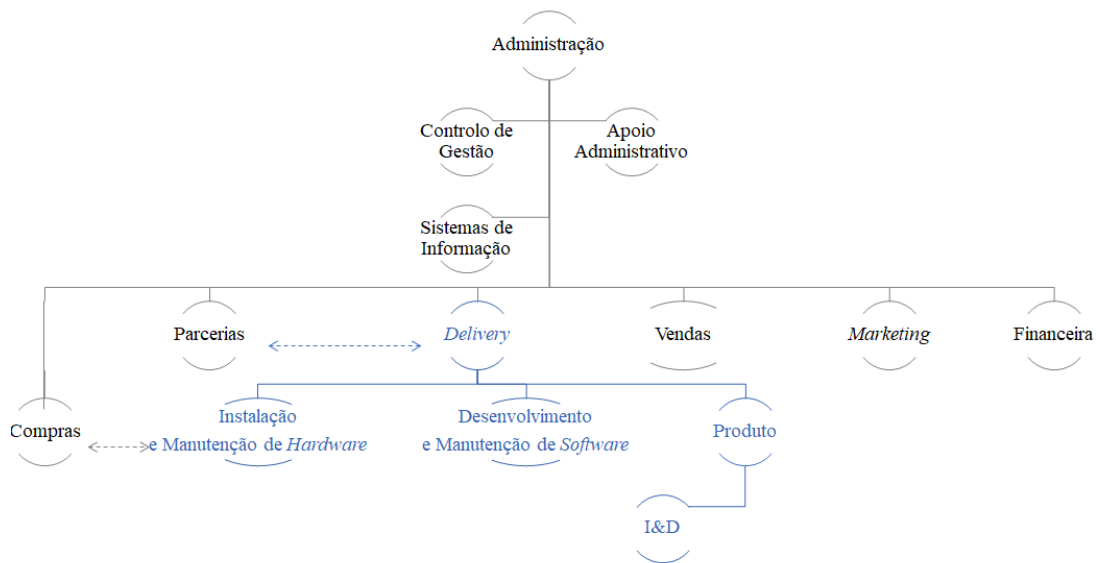 Administração
Controlo de
Gestão
Apoio
Administrativo
Sistemas de
Informação
Parcerias
Delivery
Vendas
Marketing
Financeira
Compras
Instalação
e Manutenção de Hardware
Desenvolvimento
e Manutenção de Software
Produto
I&D